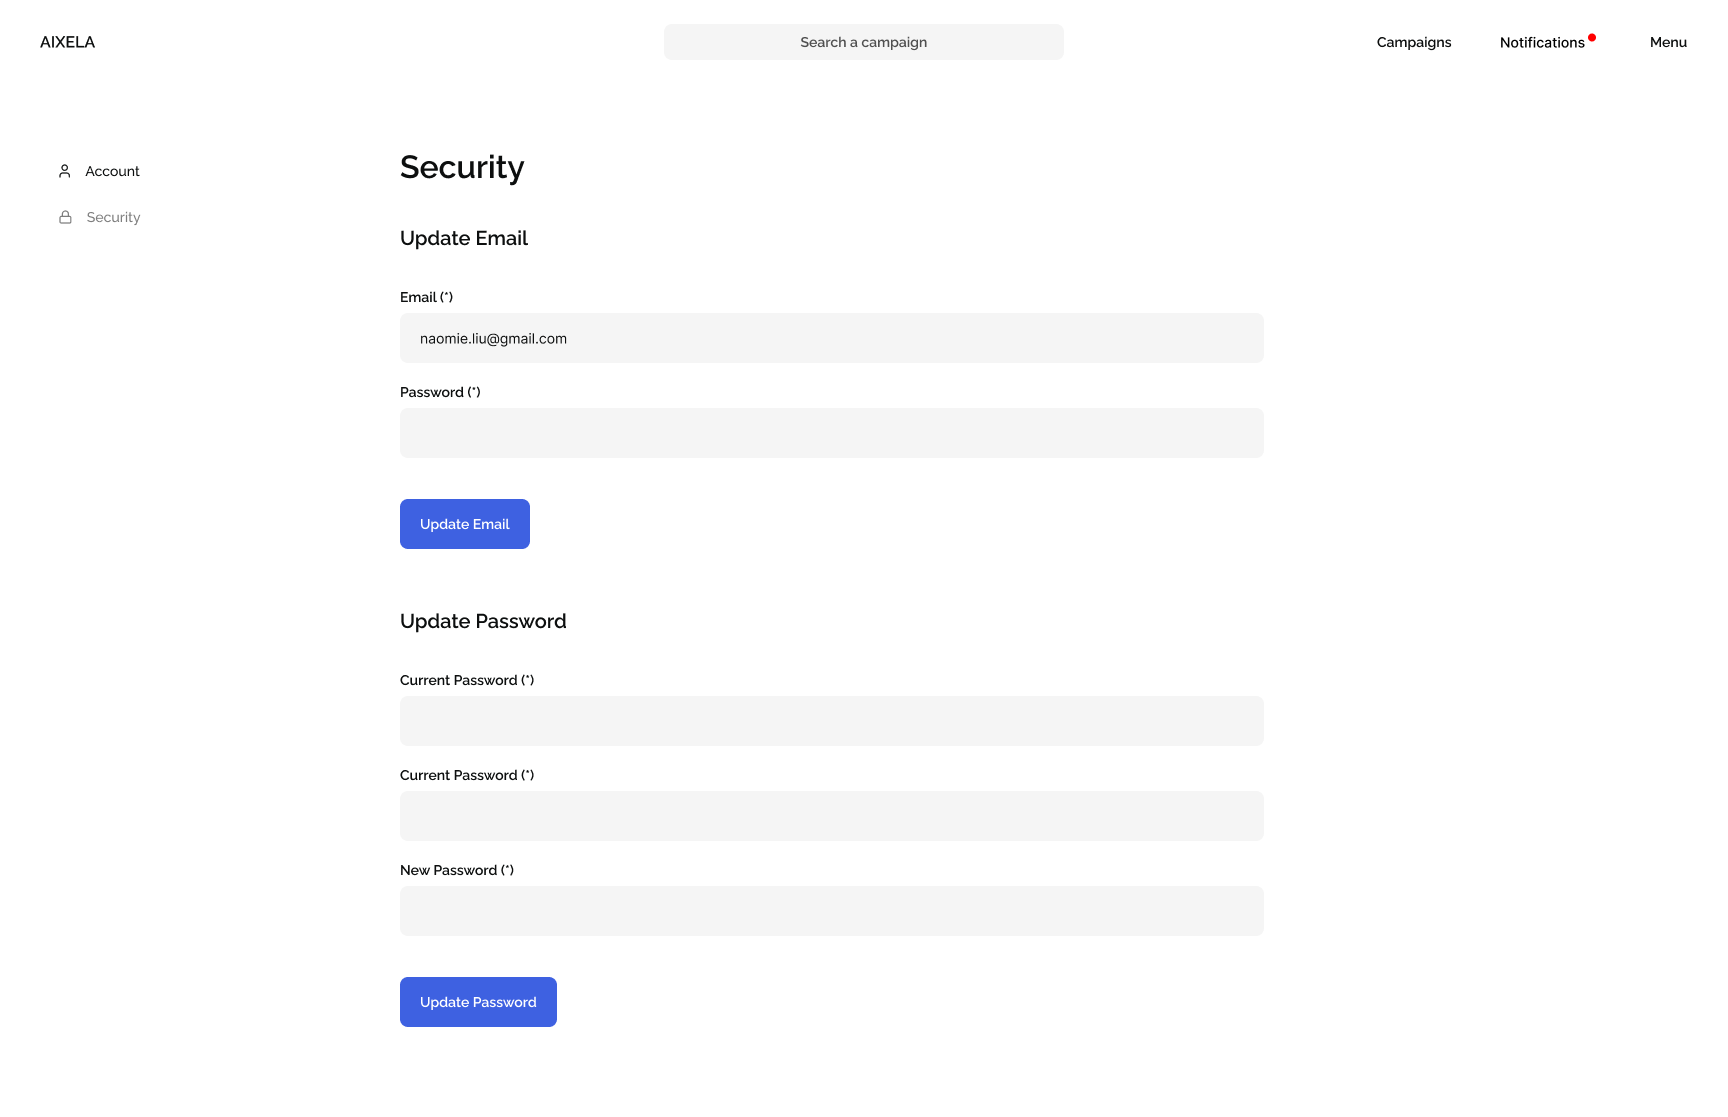 AIXELA
Search a campaign
Campaigns
Notifications
Menu
Account
Security
Security
Update Email
Email (*)
naomie.liu@gmail.com
Password (*)
Update Email
Update Password
Current Password (*)
Current Password (*)
New Password (*)
Update Password